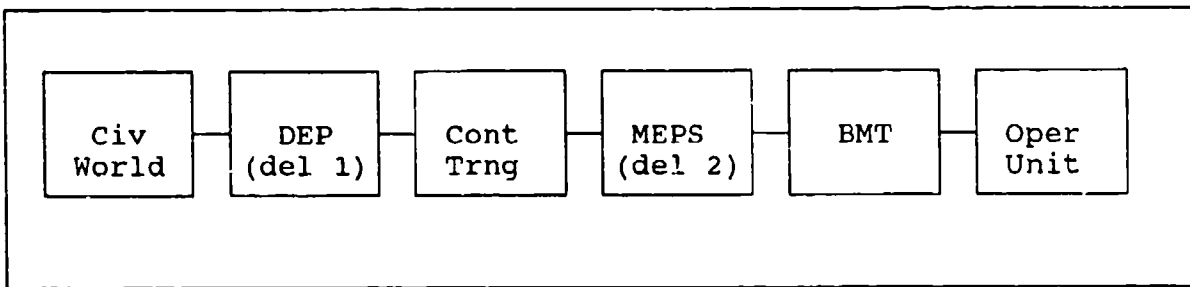 Civ
World
DEP
(del 1)
Cont
Trng
MEPS
(del 2)
BMT
Oper
Unit